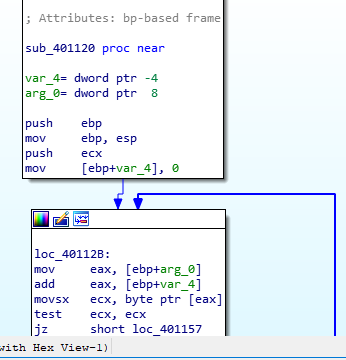 ; Attributes: bp-based frame
sub_401120 proc near
var_4= dword ptr -4
arg_0= dword ptr  8
push    ebp
mov     ebp, esp
push    ecx
mov     [ebp+var_4], 0
loc_40112B:
mov     eax, [ebp+arg_0]
add     eax, [ebp+var_4]
movsx   ecx, byte ptr [eax]
test    ecx, ecx
jz      short loc_401157
with Hex View-1)